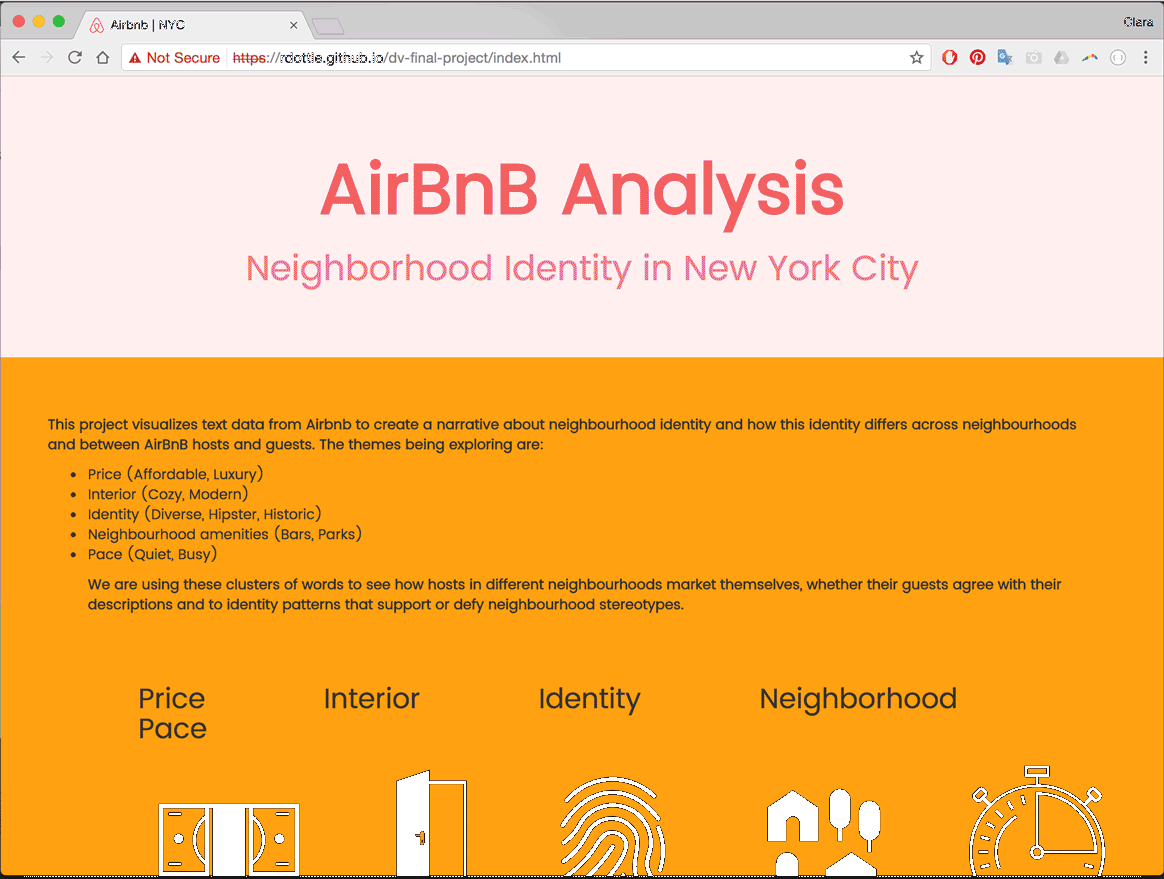 Airbnb | NYC
Clara
Not Secure https://rdottle.github.io/dv-final-project/index.html
AirBnB Analysis
Neighborhood Identity in New York City
This project visualizes text data from Airbnb to create a narrative about neighbourhood identity and how this identity differs across neighbourhoods
and between AirBnB hosts and guests. The themes being exploring are:
• Price (Affordable, Luxury)
• Interior (Cozy, Modern)
• Identity (Diverse, Hipster, Historic)
• Neighbourhood amenities (Bars, Parks)
• Pace (Quiet, Busy)
We are using these clusters of words to see how hosts in different neighbourhoods market themselves, whether their guests agree with their
descriptions and to identity patterns that support or defy neighbourhood stereotypes.
Price Interior Identity Neighborhood
Pace